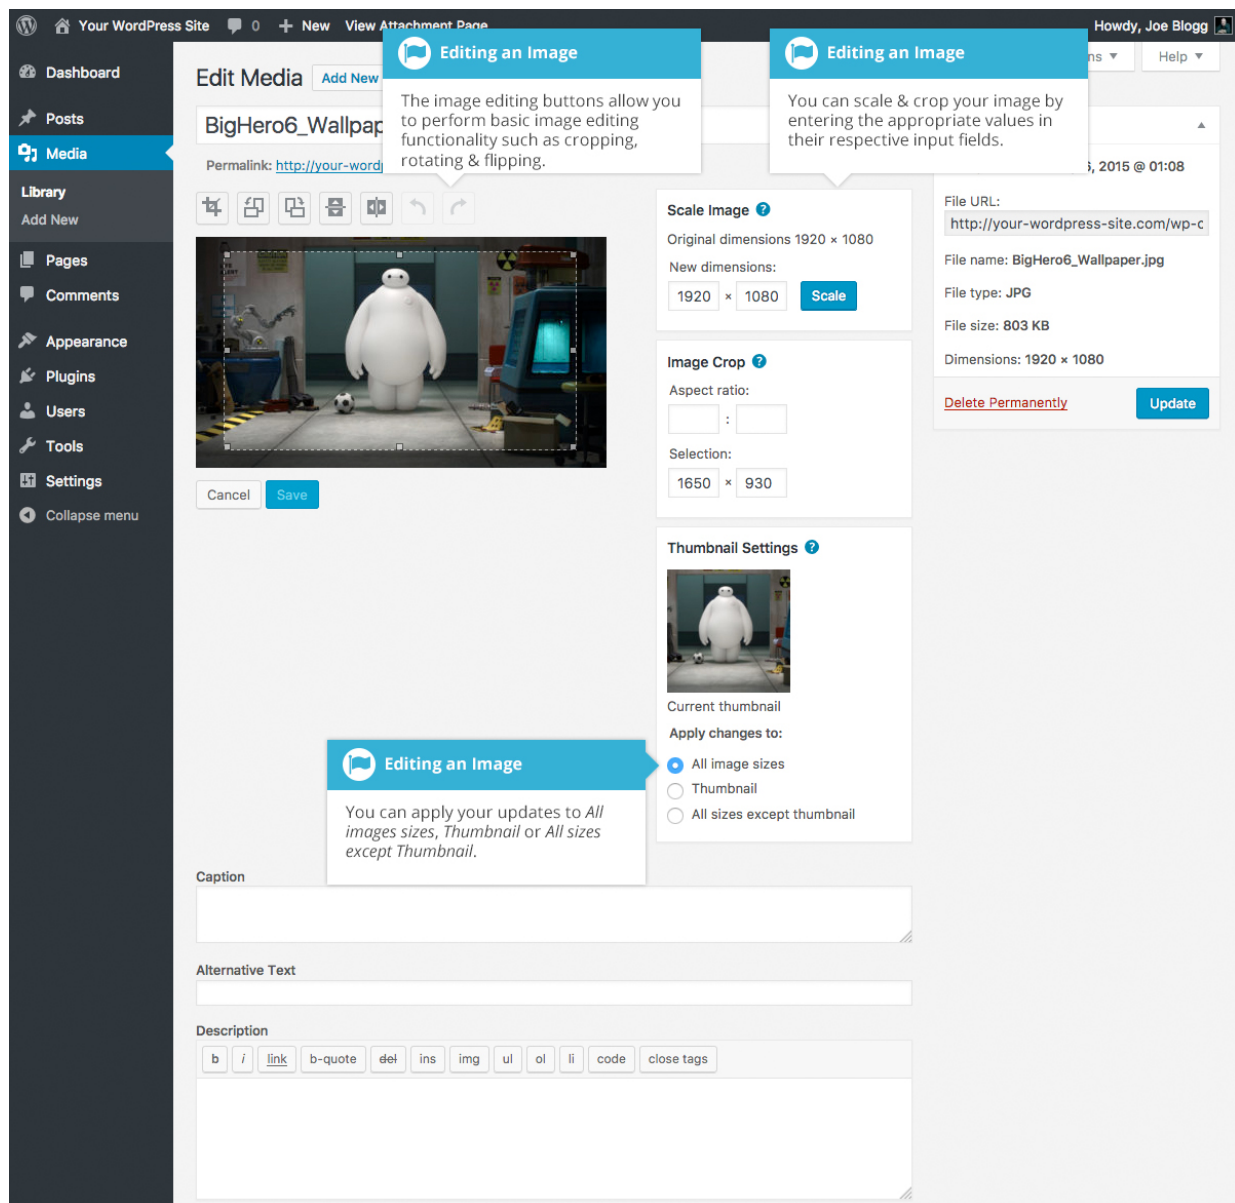 Your WordPress Site 0 + New View Attachment Page Howdy, Joe Blogg
Dashboard
Posts
Media
Library
Add New
Pages
Comments
Appearance
Plugins
Users
Tools
Settings
Collapse menu
Help
Edit Media Add New
Editing an Image
The image editing buttons allow you
to perform basic image editing
functionality such as cropping,
rotating & flipping.
Editing an Image
You can scale & crop your image by
entering the appropriate values in
their respective input fields.
BigHero6_Wallpap
Permalink: http://your-wordp
Cancel Save
Scale Image ?
Original dimensions 1920 × 1080
New dimensions:
1920 × 1080 Scale
Image Crop ?
Aspect ratio:
:
Selection:
1650 × 930
Thumbnail Settings ?
Current thumbnail
Apply changes to:
All image sizes
Thumbnail
All sizes except thumbnail
Editing an Image
You can apply your updates to All
images sizes, Thumbnail or All sizes
except Thumbnail.
, 2015 @ 01:08
File URL:
http://your-wordpress-site.com/wp-c
File name: BigHero6_Wallpaper.jpg
File type: JPG
File size: 803 KB
Dimensions: 1920 × 1080
Delete Permanently Update
Caption
Alternative Text
Description
b i link b-quote del ins img ul ol li code close tags